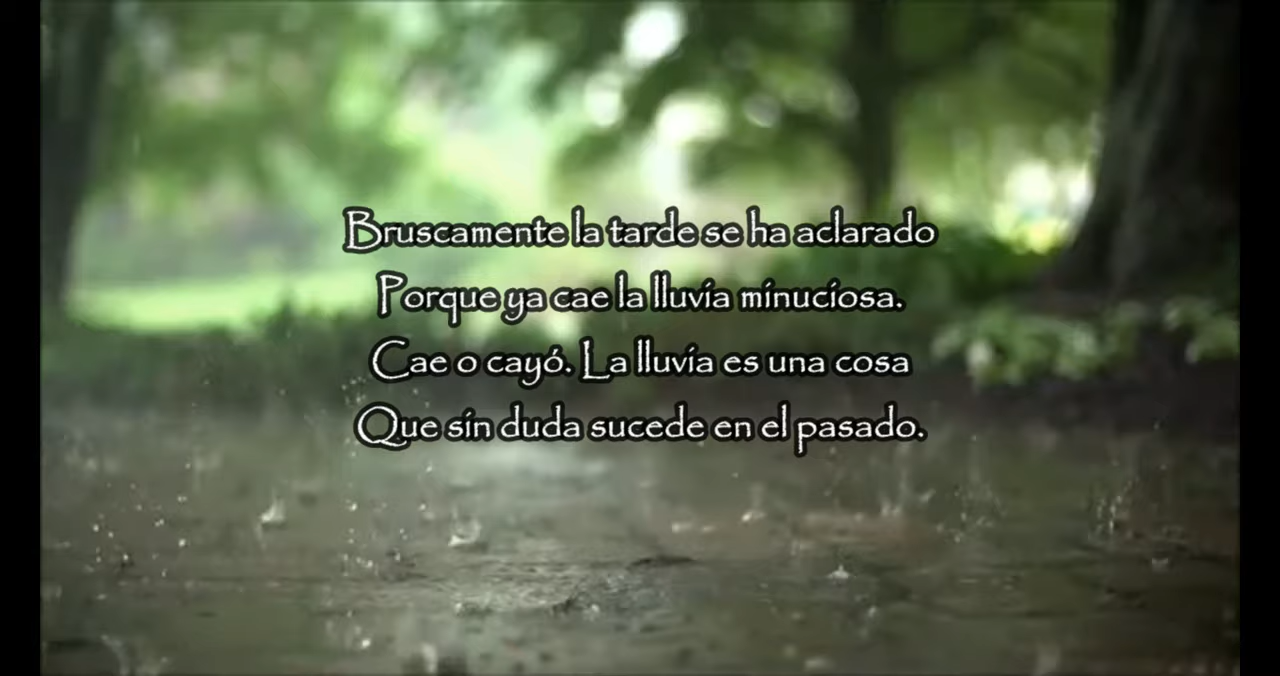 Bruscamente la tarde se ha aclarado
Porque ya cae la lluvia minuciosa.
Cae o cayó. La lluvia es una cosa
Que sin duda sucede en el pasado.